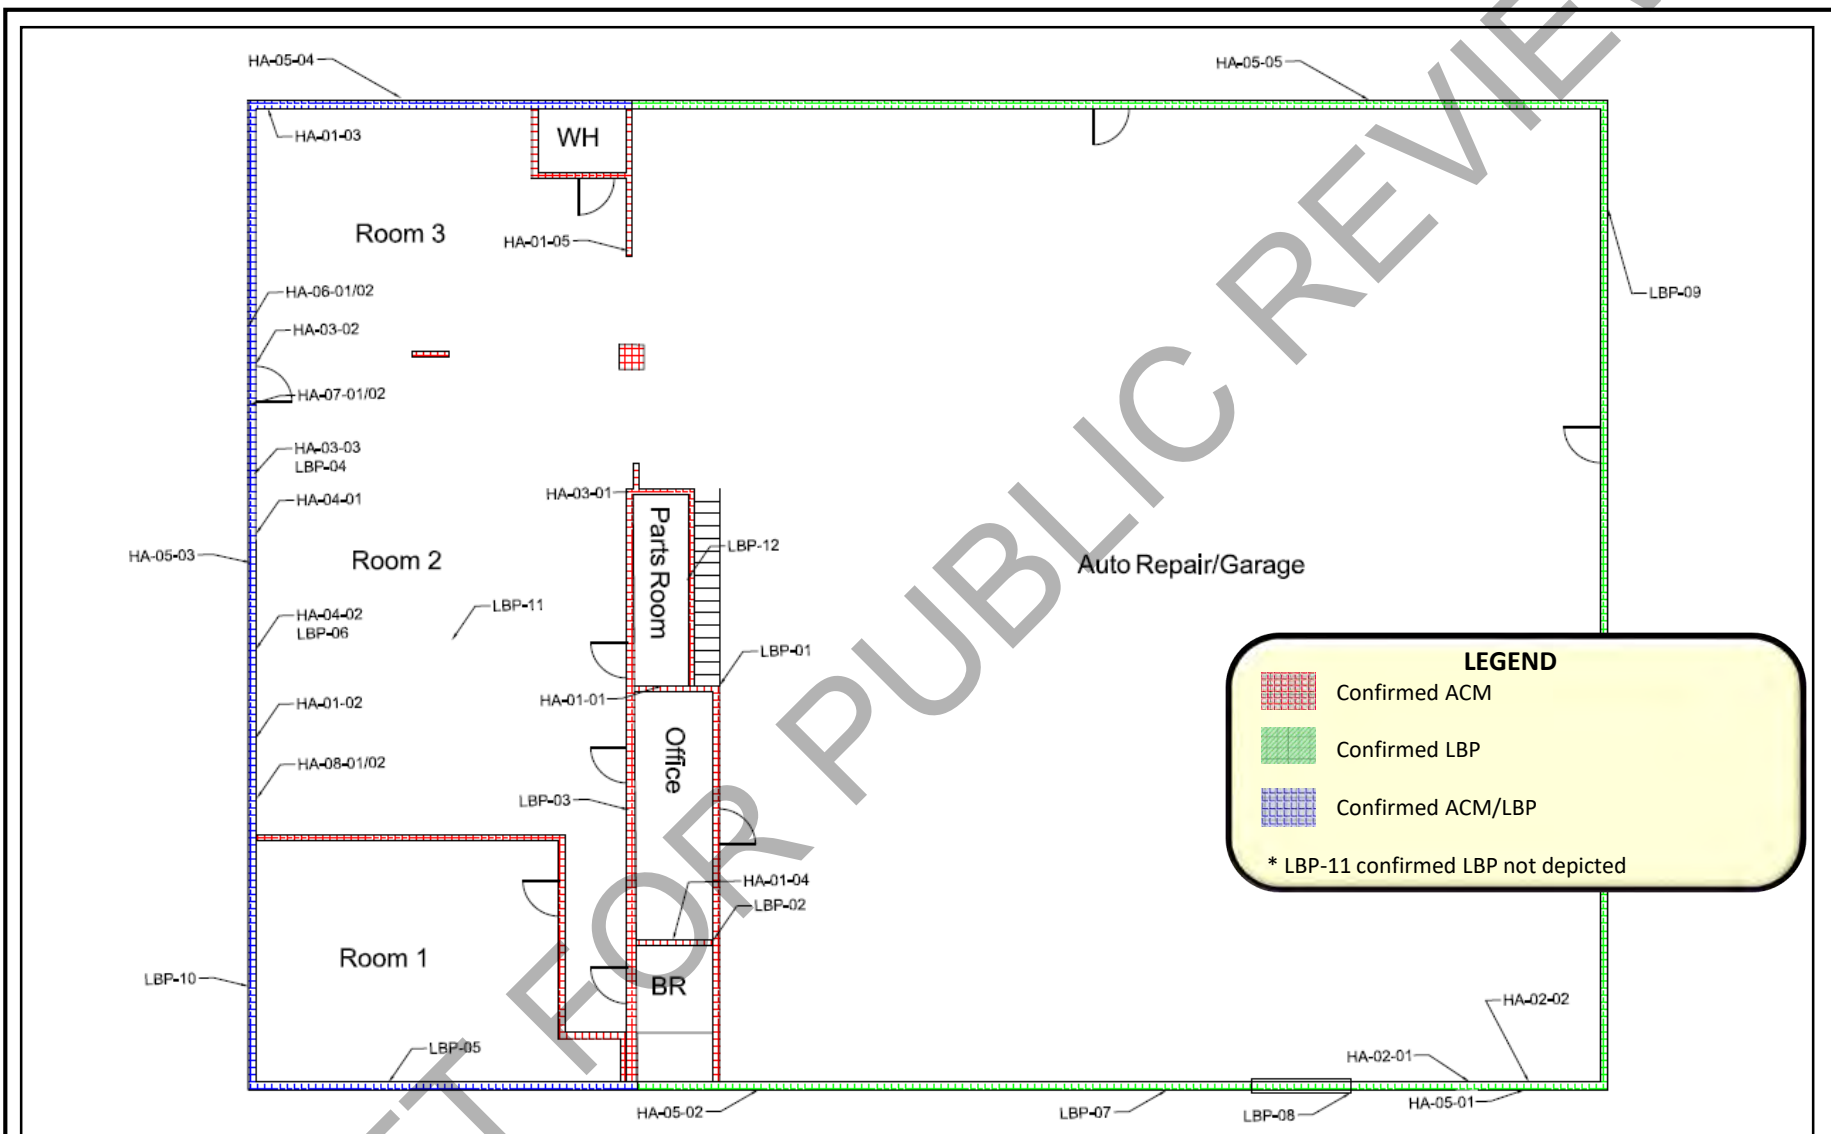 HA-05-04
HA-05-05
HA-01-03
WH
Room 3
HA-01-05
HA-06-01/02
LBP-09
HA-03-02
HA-07-01/02
HA-03-03
LBP-04
HA-04-01
HA-03-01
Parts Room
LBP-12
HA-05-03
Room 2
Auto Repair/Garage
LBP-11
HA-04-02
LBP-06
LBP-01
HA-01-01
HA-01-02
Office
HA-08-01/02
LBP-03
LEGEND
Confirmed ACM
Confirmed LBP
Confirmed ACM/LBP
* LBP-11 confirmed LBP not depicted
HA-01-04
LBP-02
Room 1
BR
LBP-10
HA-02-02
LBP-05
HA-02-01
HA-05-02
LBP-07
LBP-08
HA-05-01
FOR PUBLIC REVIEW